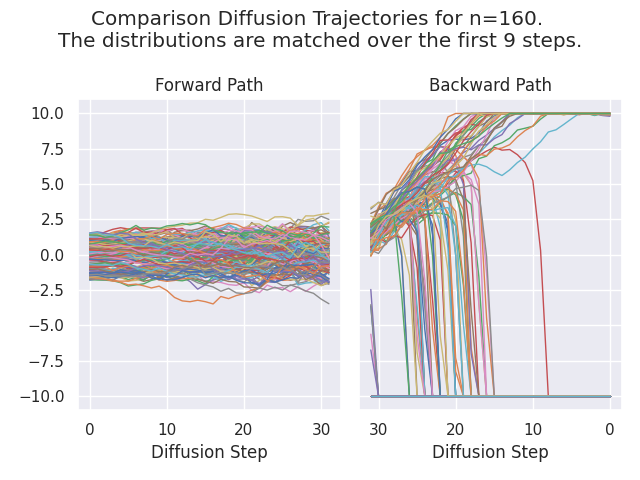 Comparison Diffusion Trajectories for n=160.
The distributions are matched over the first 9 steps.
Forward Path
Backward Path
10.0
7.5
5.0
2.5
0.0
−2.5
−5.0
−7.5
−10.0
0 10 20 30
30 20 10 0
Diffusion Step
Diffusion Step